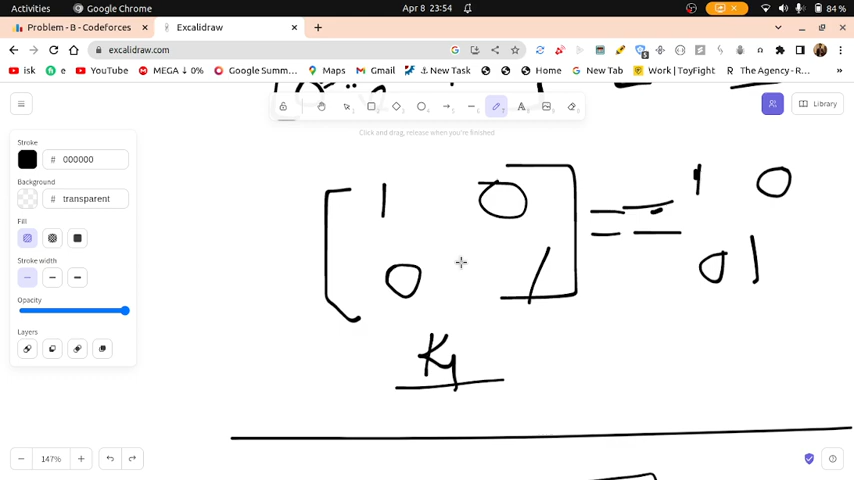 Activities Google Chrome Apr 8 23:54 84 %
Problem - B - Codeforces × Excalidraw × +
excalidraw.com
isk e YouTube MEGA ↓ 0% Google Summ... Maps Gmail ⚓ New Task Home New Tab Work | ToyFight The Agency - R...
Library
Click and drag, release when you're finished
Stroke
# 000000
Background
# transparent
Fill
Stroke width
Opacity
Layers
1 0 == 1 0
0 1 0 1
K
− 147% +